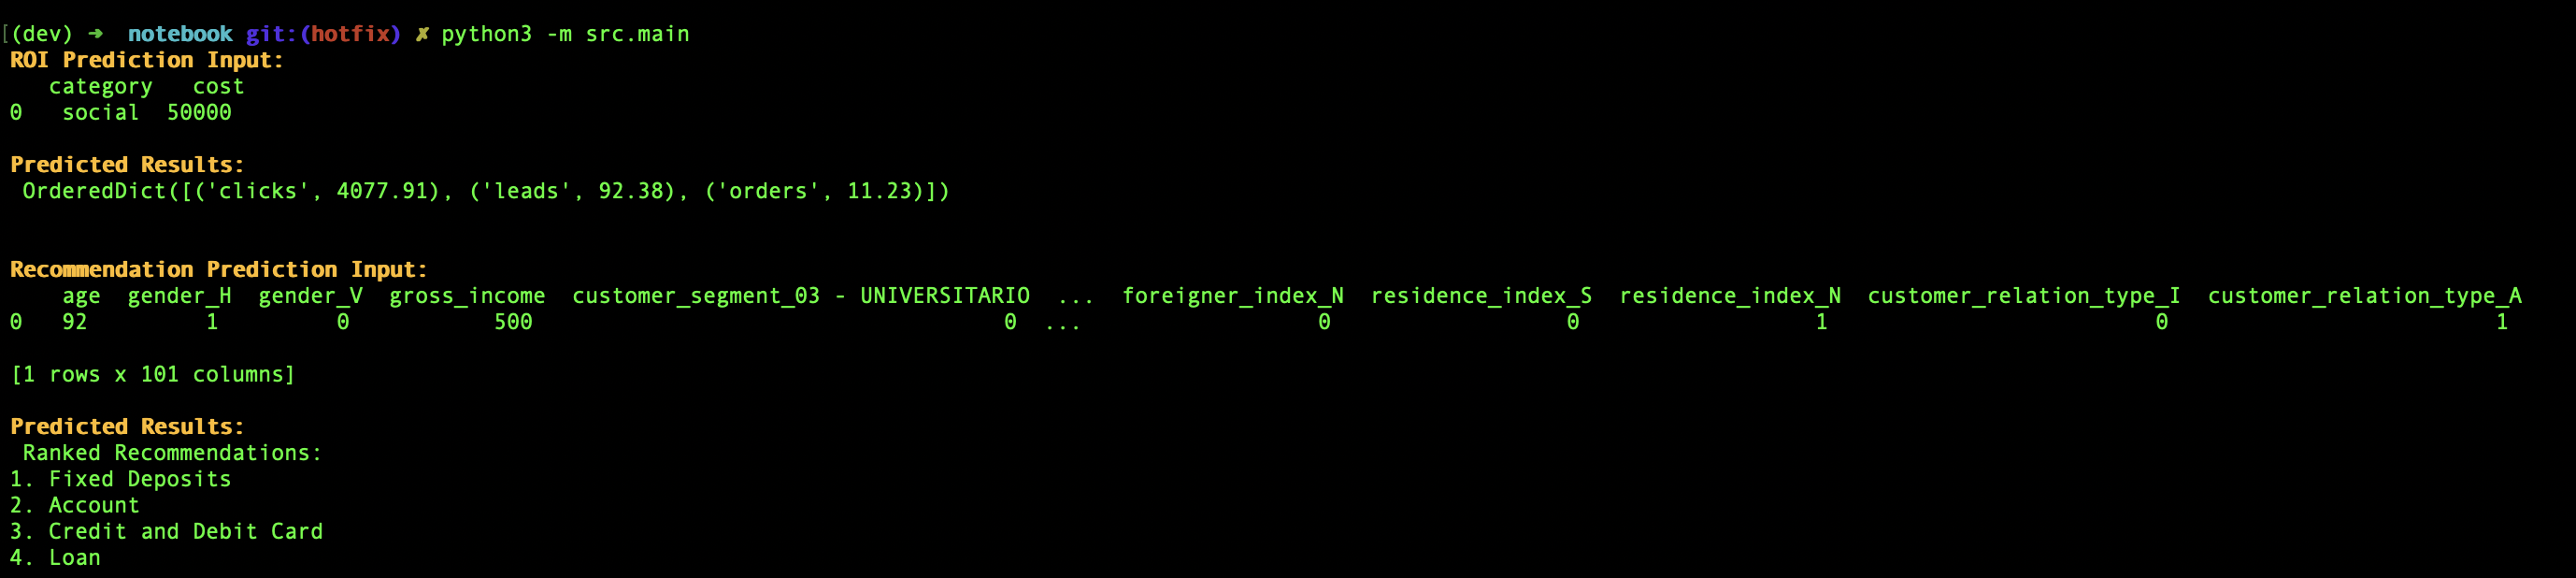 [(dev) ➜  notebook git:(hotfix) ✗ python3 -m src.main
ROI Prediction Input:
   category   cost
0   social  50000
Predicted Results:
 OrderedDict([('clicks', 4077.91), ('leads', 92.38), ('orders', 11.23)])
Recommendation Prediction Input:
    age  gender_H  gender_V  gross_income  customer_segment_03 - UNIVERSITARIO  ...  foreigner_index_N  residence_index_S  residence_index_N  customer_relation_type_I  customer_relation_type_A
0   92         1         0           500                                    0  ...                  0                  0                  1                         0                         1
[1 rows x 101 columns]
Predicted Results:
 Ranked Recommendations:
1. Fixed Deposits
2. Account
3. Credit and Debit Card
4. Loan